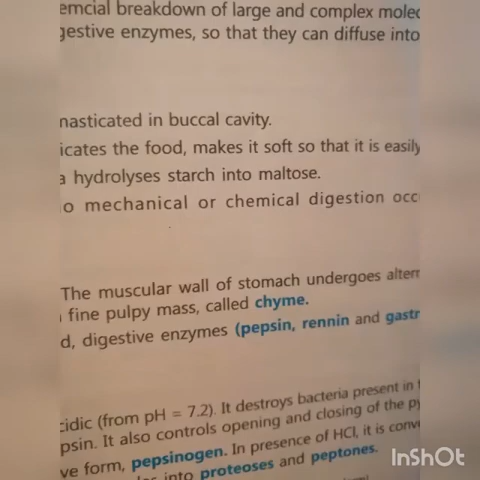 emcial breakdown of large and complex molec
gestive enzymes, so that they can diffuse into
nasticated in buccal cavity.
icates the food, makes it soft so that it is easily
a hydrolyses starch into maltose.
o mechanical or chemical digestion occ
The muscular wall of stomach undergoes altern
fine pulpy mass, called chyme.
d, digestive enzymes (pepsin, rennin and gastr
cidic (from pH = 7.2). It destroys bacteria present in
psin. It also controls opening and closing of the py
ve form, pepsinogen. In presence of HCl, it is conve
into proteoses and peptones.
InShOt